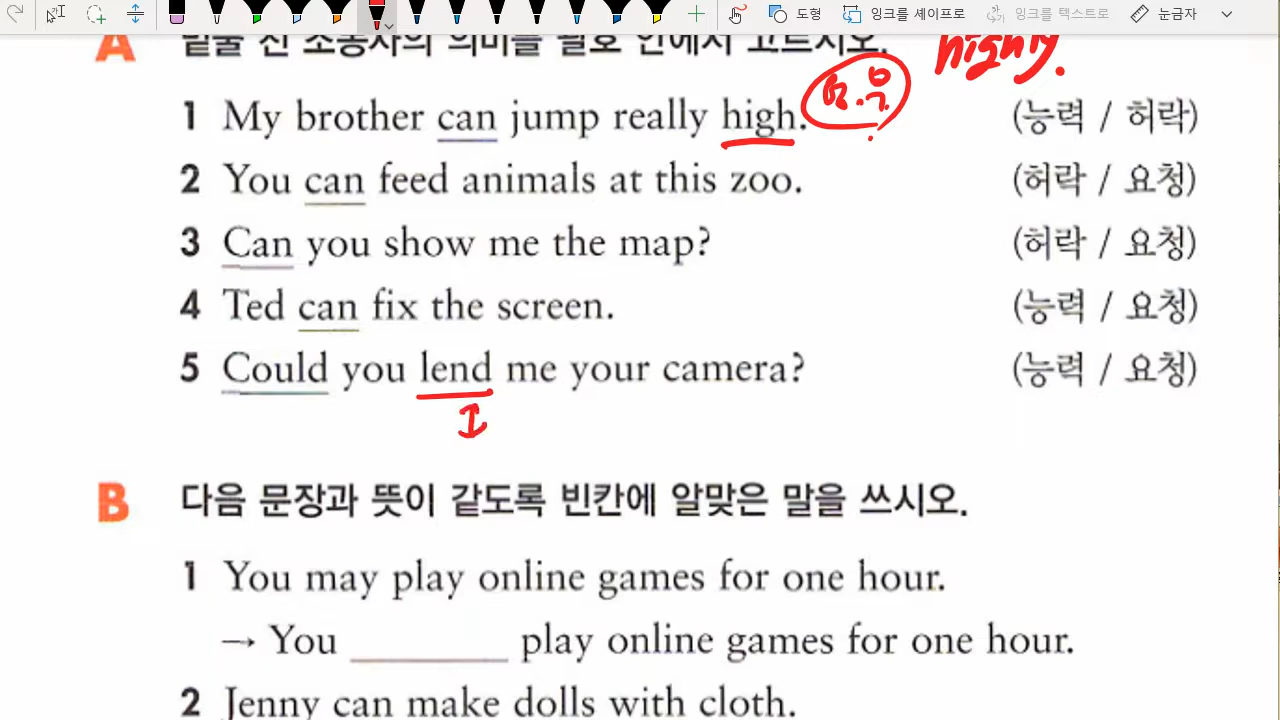 도형 잉크를 셰이프로 잉크를 텍스트로 눈금자
A 밑줄 친 조동사의 의미를 괄호 안에서 고르시오.
highly.
1 My brother can jump really high. (능력 / 허락)
2 You can feed animals at this zoo. (허락 / 요청)
3 Can you show me the map? (허락 / 요청)
4 Ted can fix the screen. (능력 / 요청)
5 Could you lend me your camera? (능력 / 요청)
B 다음 문장과 뜻이 같도록 빈칸에 알맞은 말을 쓰시오.
1 You may play online games for one hour.
→ You ________ play online games for one hour.
2 Jenny can make dolls with cloth.